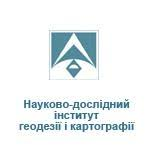 Науково-дослідний
інститут
геодезії і картографії